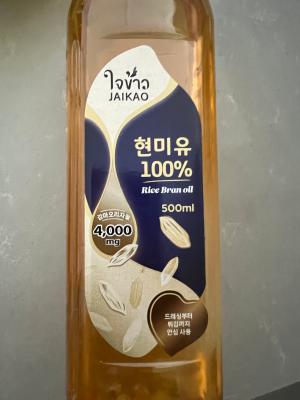 ใจข้าว
JAIKAO
현미유
100%
Rice Bran oil
500ml
감마오리자놀
4,000
mg
드레싱부터
튀김까지
안심 사용